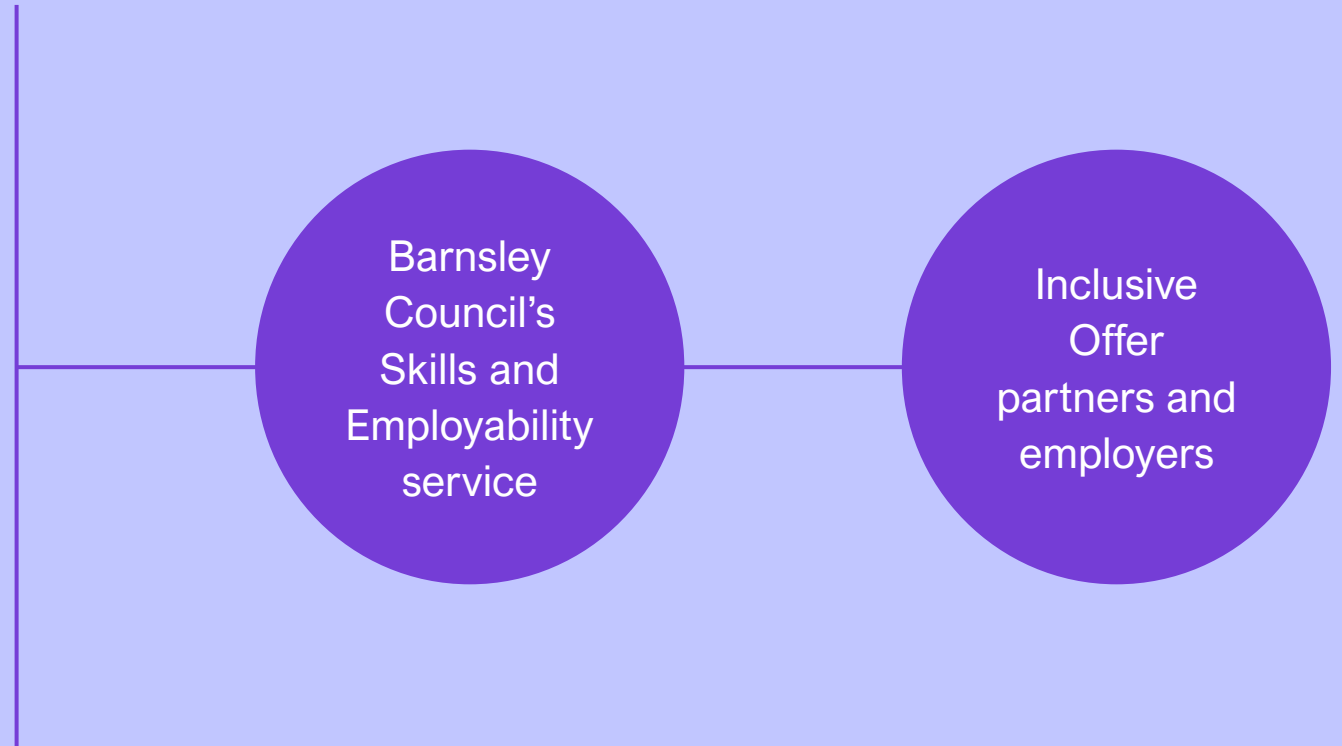 Barnsley
Council’s
Skills and
Employability
service
Inclusive
Offer
partners and
employers